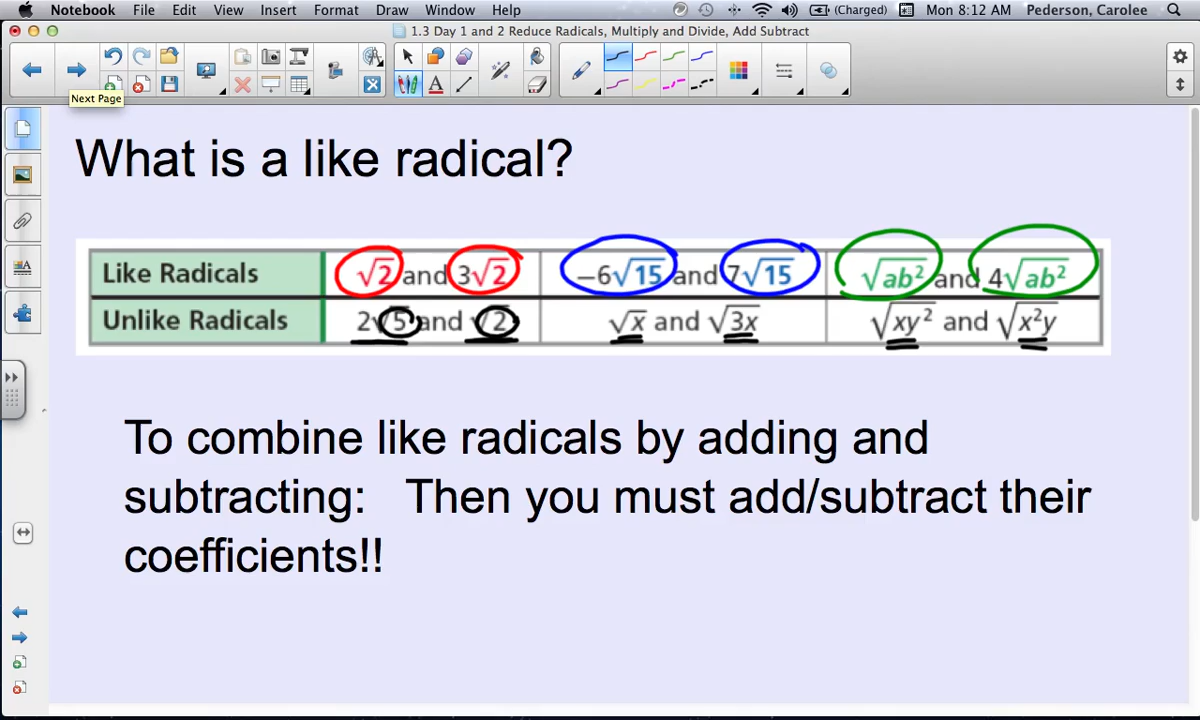 Notebook File Edit View Insert Format Draw Window Help (Charged) Mon 8:12 AM Pederson, Carolee
1.3 Day 1 and 2 Reduce Radicals, Multiply and Divide, Add Subtract
Next Page
What is a like radical?
Like Radicals √2 and 3√2 −6√15 and 7√15 √ab² and 4√ab²
Unlike Radicals 2√5 and √2 √x and √3x √xy² and √x²y
To combine like radicals by adding and
subtracting: Then you must add/subtract their
coefficients!!